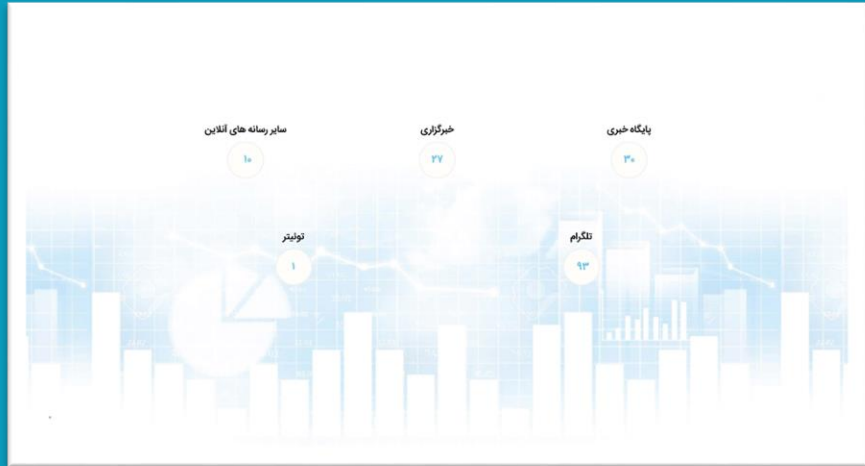 پایگاه خبری
خبرگزاری
سایر رسانه های آنلاین
۳۰
۲۷
۱۰
تلگرام
توئیتر
۹۳
۱